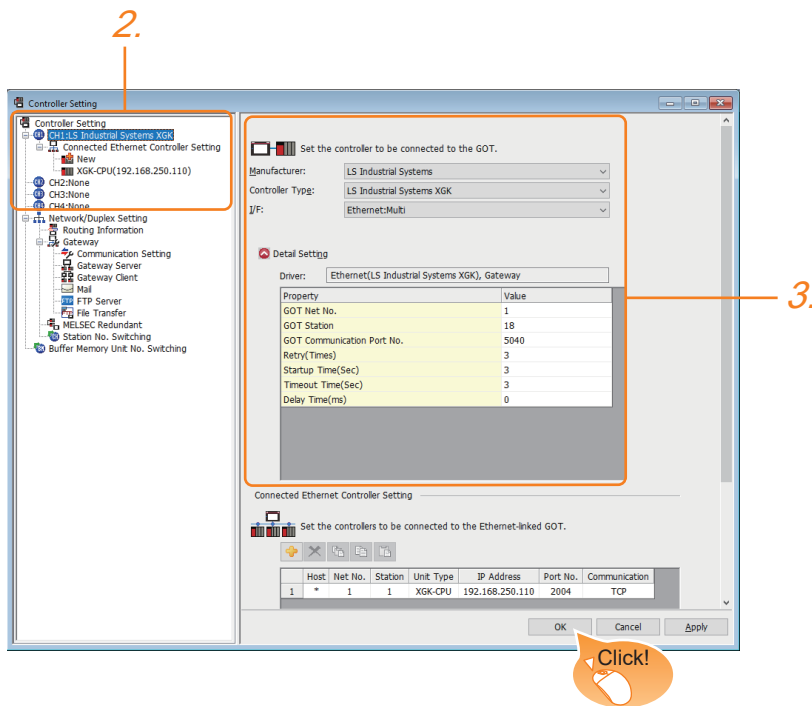 2.
Controller Setting
Controller Setting
CH1:LS Industrial Systems XGK
Connected Ethernet Controller Setting
New
XGK-CPU(192.168.250.110)
CH2:None
CH3:None
CH4:None
Network/Duplex Setting
Routing Information
Gateway
Communication Setting
Gateway Server
Gateway Client
Mail
FTP Server
File Transfer
MELSEC Redundant
Station No. Switching
Buffer Memory Unit No. Switching
Set the controller to be connected to the GOT.
Manufacturer: LS Industrial Systems
Controller Type: LS Industrial Systems XGK
I/F: Ethernet:Multi
Detail Setting
Driver: Ethernet(LS Industrial Systems XGK), Gateway
Property Value
GOT Net No. 1
GOT Station 18
GOT Communication Port No. 5040
Retry(Times) 3
Startup Time(Sec) 3
Timeout Time(Sec) 3
Delay Time(ms) 0
3.
Connected Ethernet Controller Setting
Set the controllers to be connected to the Ethernet-linked GOT.
Host Net No. Station Unit Type IP Address Port No. Communication
1 * 1 1 XGK-CPU 192.168.250.110 2004 TCP
OK Cancel Apply
Click!